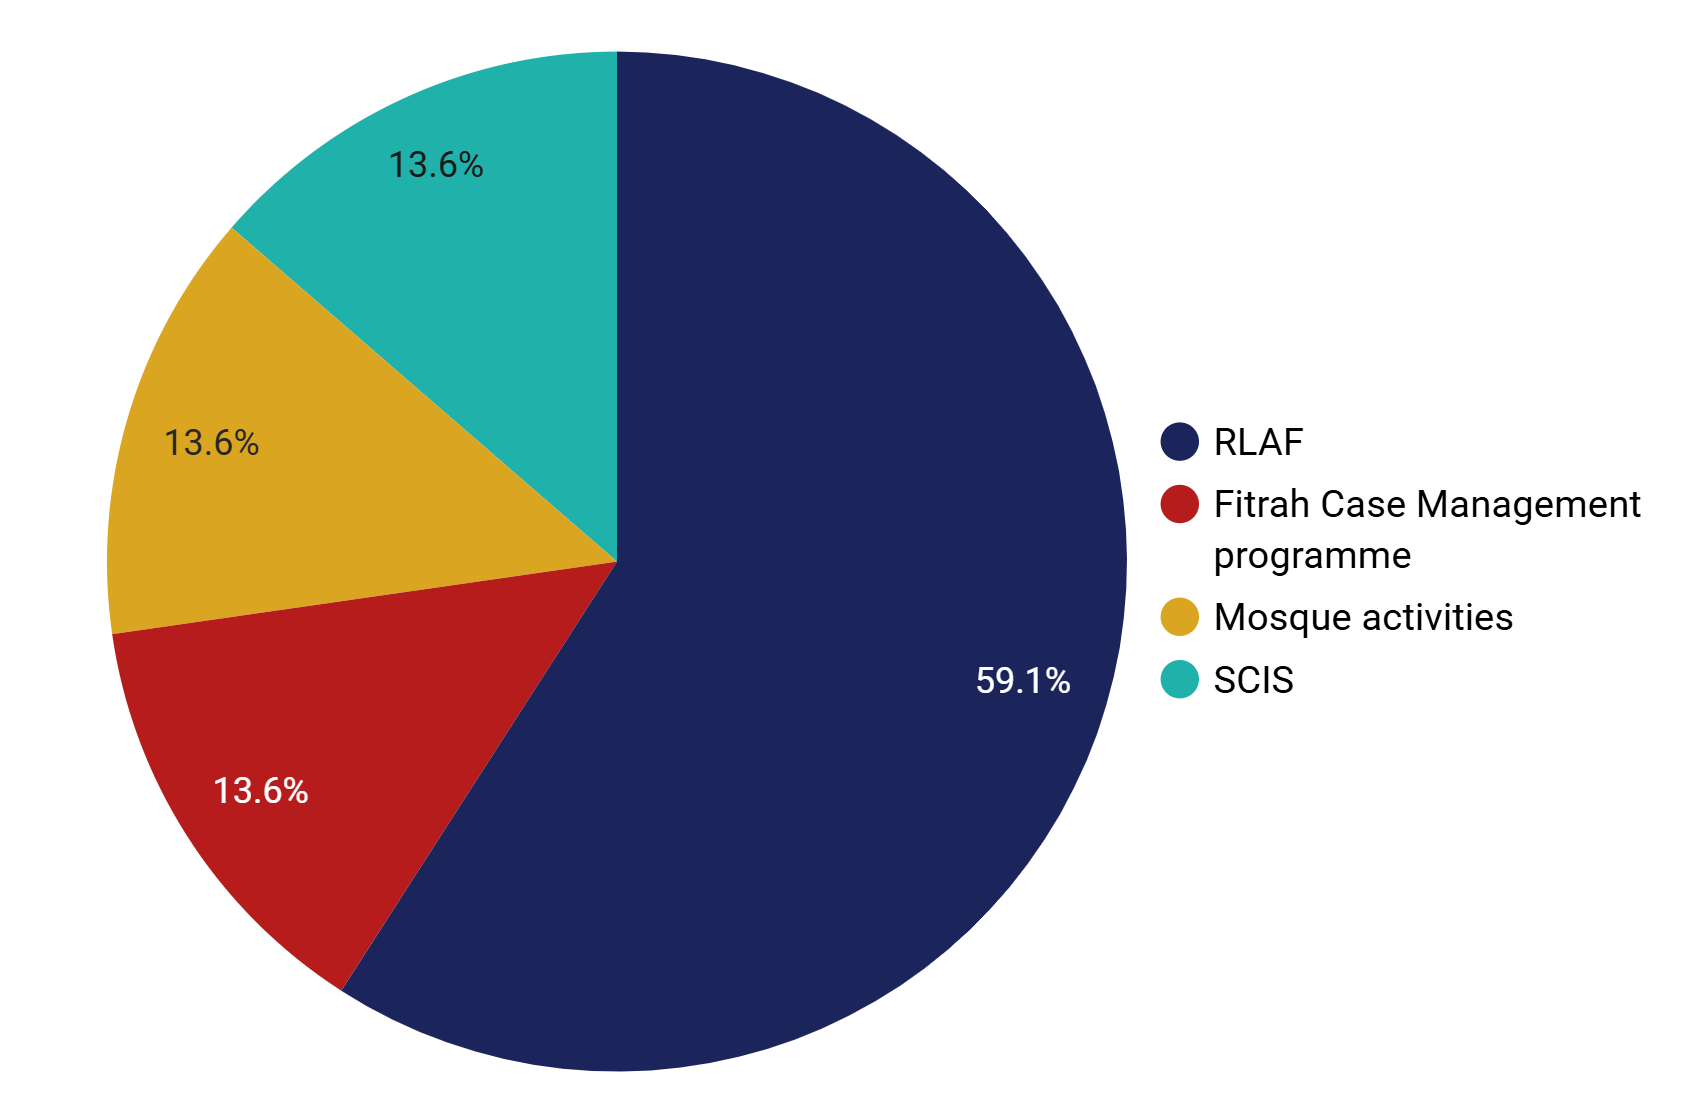 13.6%
13.6%
13.6%
59.1%
RLAF
Fitrah Case Management
programme
Mosque activities
SCIS